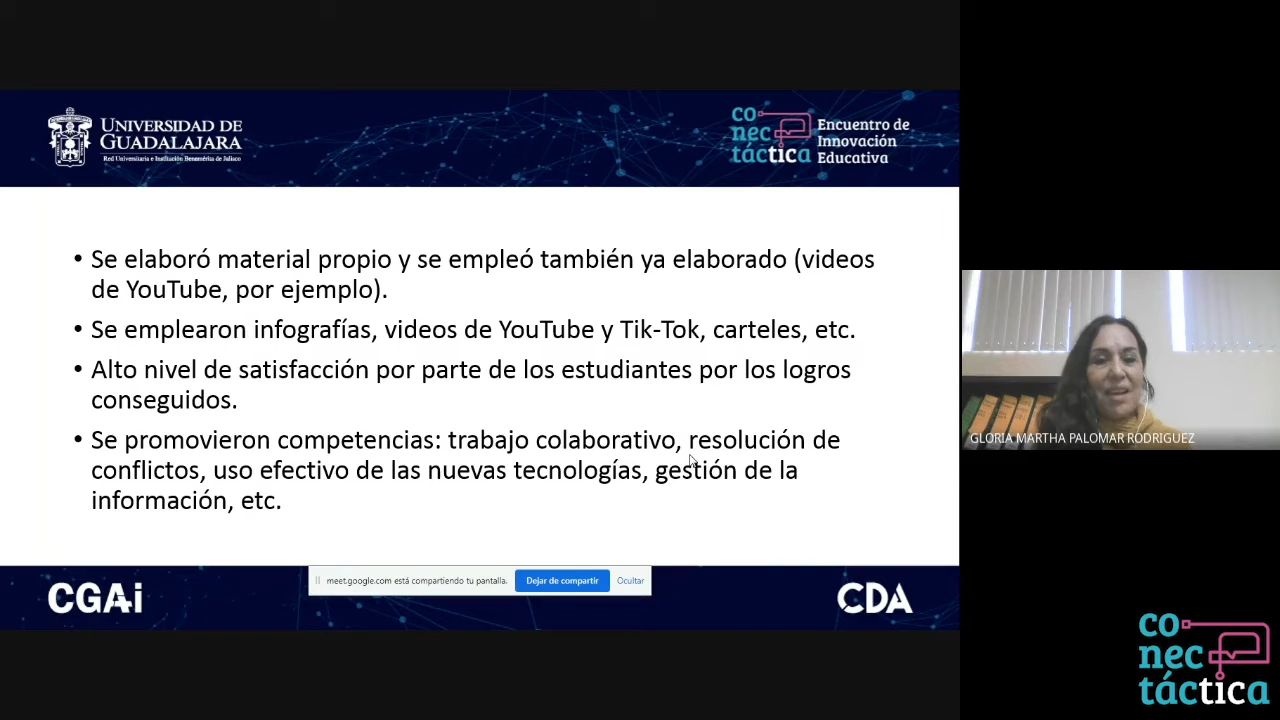 UNIVERSIDAD DE
GUADALAJARA
Red Universitaria e Institución Benemérita de Jalisco
co
nec
táctica
Encuentro de
Innovación
Educativa
• Se elaboró material propio y se empleó también ya elaborado (videos
de YouTube, por ejemplo).
• Se emplearon infografías, videos de YouTube y Tik-Tok, carteles, etc.
• Alto nivel de satisfacción por parte de los estudiantes por los logros
conseguidos.
• Se promovieron competencias: trabajo colaborativo, resolución de
conflictos, uso efectivo de las nuevas tecnologías, gestión de la
información, etc.
meet.google.com está compartiendo tu pantalla.
Dejar de compartir
Ocultar
CGAi
CDA
GLORIA MARTHA PALOMAR RODRIGUEZ
co
nec
táctica